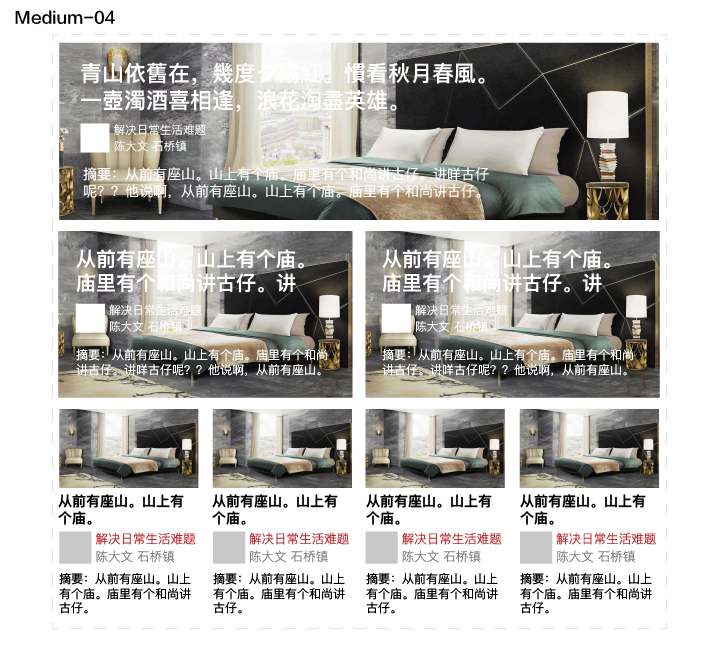 Medium-04
青山依舊在，幾度夕陽紅。慣看秋月春風。
一壺濁酒喜相逢，浪花淘盡英雄。
解决日常生活难题
陈大文 石桥镇
摘要：从前有座山。山上有个庙。庙里有个和尚讲古仔。讲咩古仔
呢？？他说啊，从前有座山。山上有个庙。庙里有个和尚讲古仔。
从前有座山。山上有个庙。
庙里有个和尚讲古仔。讲
解决日常生活难题
陈大文 石桥镇
摘要：从前有座山。山上有个庙。庙里有个和尚
讲古仔。讲咩古仔呢？？他说啊，从前有座山。
从前有座山。山上有个庙。
庙里有个和尚讲古仔。讲
解决日常生活难题
陈大文 石桥镇
摘要：从前有座山。山上有个庙。庙里有个和尚
讲古仔。讲咩古仔呢？？他说啊，从前有座山。
从前有座山。山上有
个庙。
解决日常生活难题
陈大文 石桥镇
摘要：从前有座山。山上
有个庙。庙里有个和尚讲
古仔。
从前有座山。山上有
个庙。
解决日常生活难题
陈大文 石桥镇
摘要：从前有座山。山上
有个庙。庙里有个和尚讲
古仔。
从前有座山。山上有
个庙。
解决日常生活难题
陈大文 石桥镇
摘要：从前有座山。山上
有个庙。庙里有个和尚讲
古仔。
从前有座山。山上有
个庙。
解决日常生活难题
陈大文 石桥镇
摘要：从前有座山。山上
有个庙。庙里有个和尚讲
古仔。